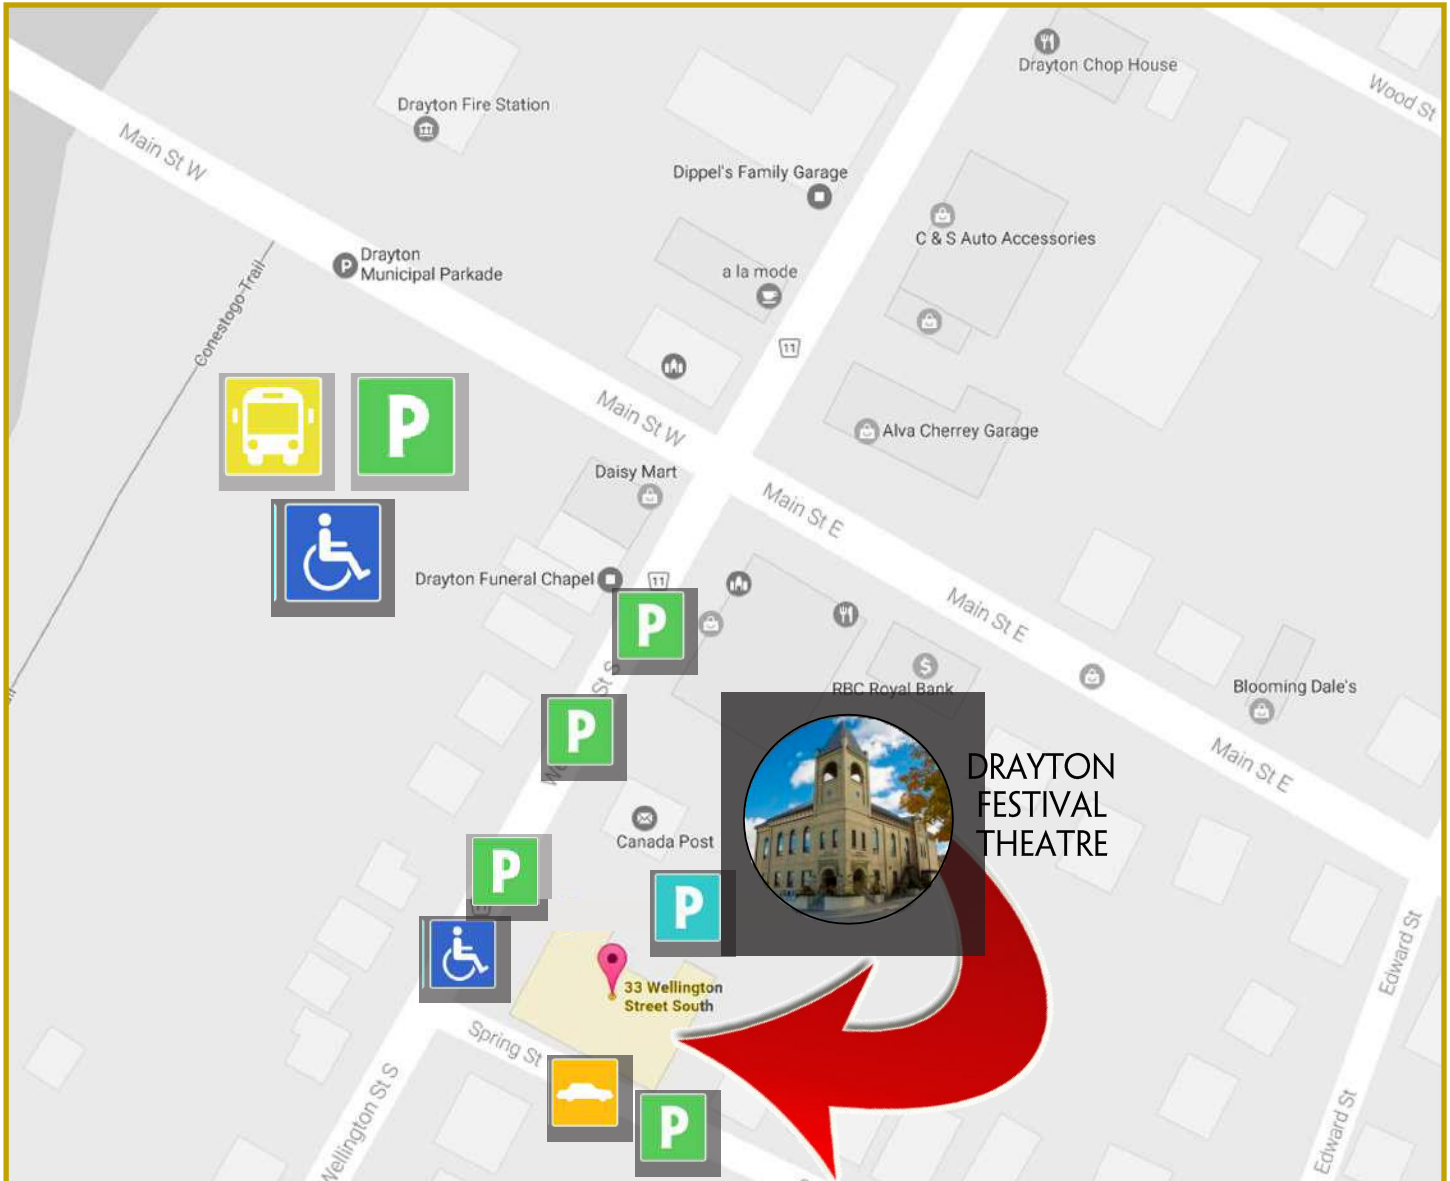 Drayton Chop House
Wood St
Drayton Fire Station
Main St W
Dippel's Family Garage
C & S Auto Accessories
Drayton
Municipal Parkade
P
a la mode
Conestogo Trail
11
Main St W
P
Alva Cherrey Garage
Daisy Mart
Main St E
Drayton Funeral Chapel
11
P
Main St E
$
RBC Royal Bank
Blooming Dale's
St S
P
Main St E
DRAYTON
FESTIVAL
THEATRE
Canada Post
P
P
Edward St
33 Wellington
Street South
Spring St
Wellington St S
P
Edward St